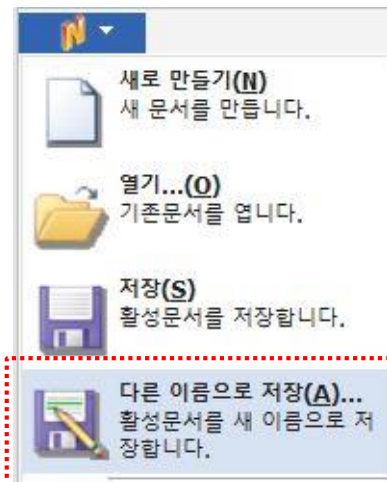 새로 만들기(N)
새 문서를 만듭니다.
열기...(O)
기존문서를 엽니다.
저장(S)
활성문서를 저장합니다.
다른 이름으로 저장(A)...
활성문서를 새 이름으로 저
장합니다.